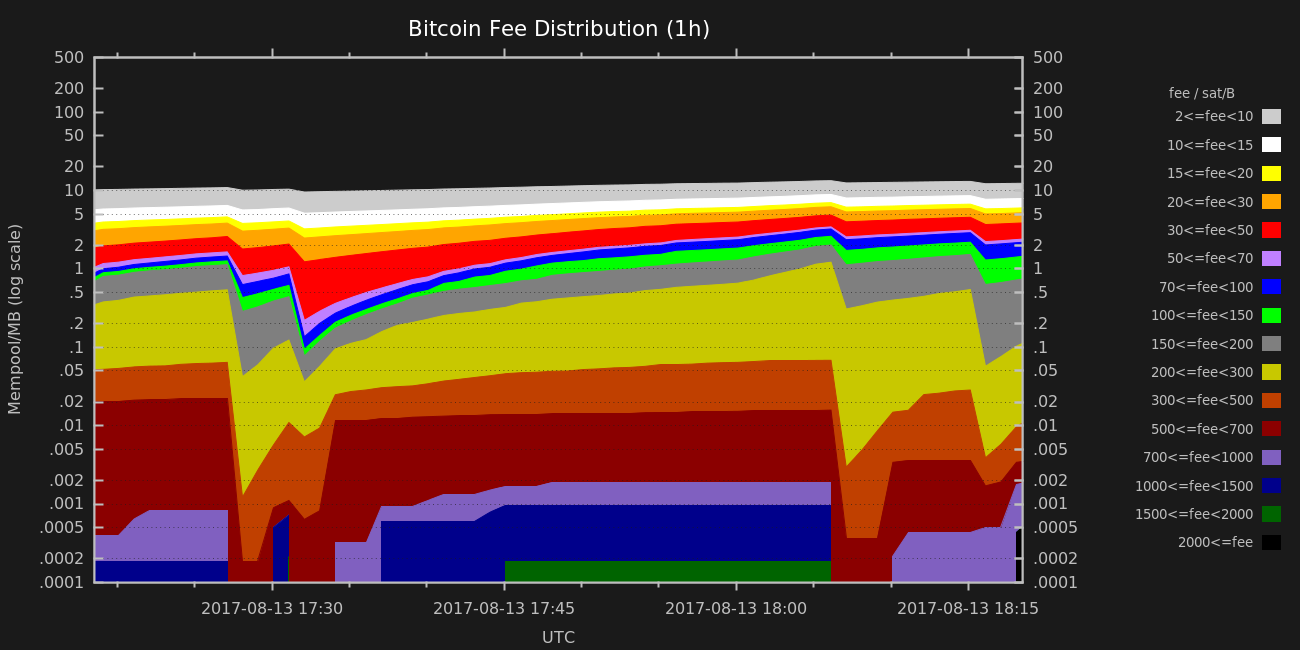 Bitcoin Fee Distribution (1h)
500 500
200 200
100 100
50 50
20 20
10 10
5 5
2 2
1 1
.5 .5
.2 .2
.1 .1
.05 .05
.02 .02
.01 .01
.005 .005
.002 .002
.001 .001
.0005 .0005
.0002 .0002
.0001 .0001
Mempool/MB (log scale)
2017-08-13 17:30 2017-08-13 17:45 2017-08-13 18:00 2017-08-13 18:15
UTC
fee / sat/B
2<=fee<10
10<=fee<15
15<=fee<20
20<=fee<30
30<=fee<50
50<=fee<70
70<=fee<100
100<=fee<150
150<=fee<200
200<=fee<300
300<=fee<500
500<=fee<700
700<=fee<1000
1000<=fee<1500
1500<=fee<2000
2000<=fee